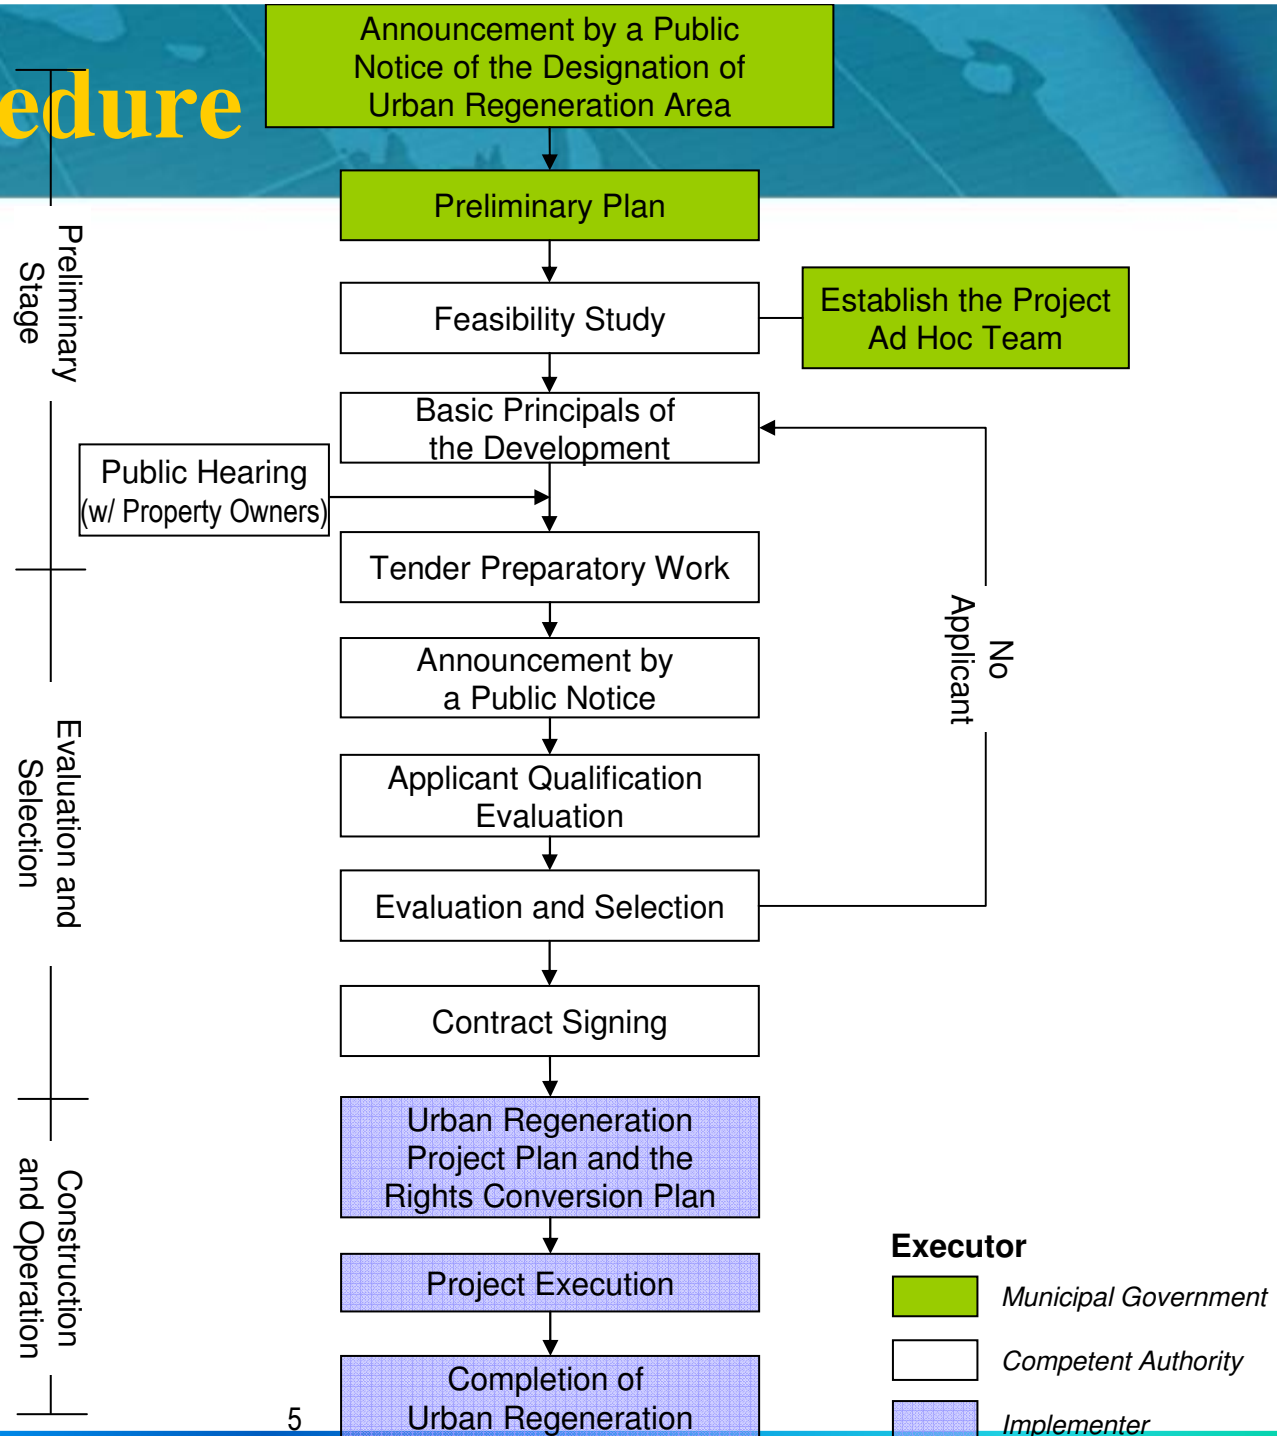 Announcement by a Public
Notice of the Designation of
Urban Regeneration Area
edure
Preliminary Plan
Preliminary
Stage
Feasibility Study
Establish the Project
Ad Hoc Team
Basic Principals of
the Development
Public Hearing
(w/ Property Owners)
Tender Preparatory Work
No
Applicant
Announcement by
a Public Notice
Evaluation and
Selection
Applicant Qualification
Evaluation
Evaluation and Selection
Contract Signing
Urban Regeneration
Project Plan and the
Rights Conversion Plan
Construction
and Operation
Project Execution
Completion of
Urban Regeneration
Executor
Municipal Government
Competent Authority
Implementer
5